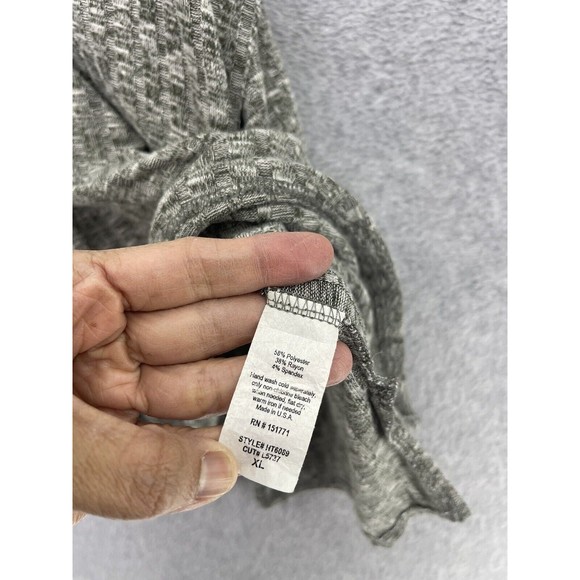 58% Polyester
38% Rayon
4% Spandex
Hand wash cold separately,
only non-chlorine bleach
when needed, flat dry,
warm iron if needed
Made in U.S.A.
RN # 151771
STYLE# HT6089
CUT# L5737
XL